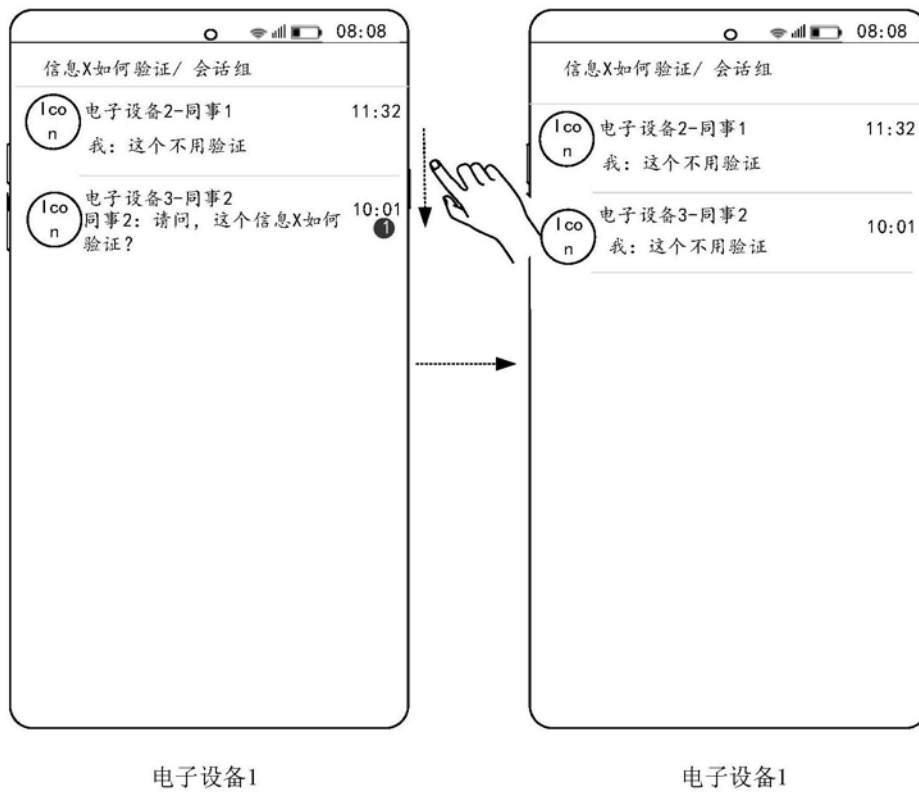 08:08
信息X如何验证/ 会话组
Ico
n
电子设备2-同事1
11:32
我：这个不用验证
Ico
n
电子设备3-同事2
同事2：请问，这个信息X如何
验证？
10:01
1
电子设备1
08:08
信息X如何验证/ 会话组
Ico
n
电子设备2-同事1
11:32
我：这个不用验证
Ico
n
电子设备3-同事2
10:01
我：这个不用验证
电子设备1